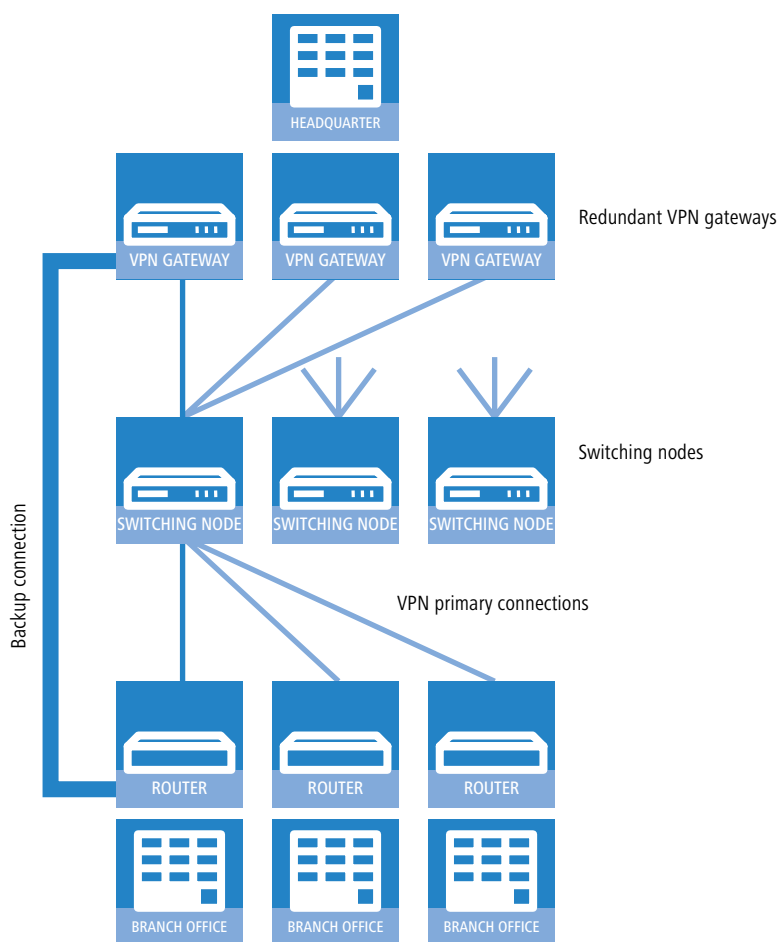 HEADQUARTER
VPN GATEWAY
VPN GATEWAY
VPN GATEWAY
Redundant VPN gateways
SWITCHING NODE
SWITCHING NODE
SWITCHING NODE
Switching nodes
Backup connection
VPN primary connections
ROUTER
ROUTER
ROUTER
BRANCH OFFICE
BRANCH OFFICE
BRANCH OFFICE